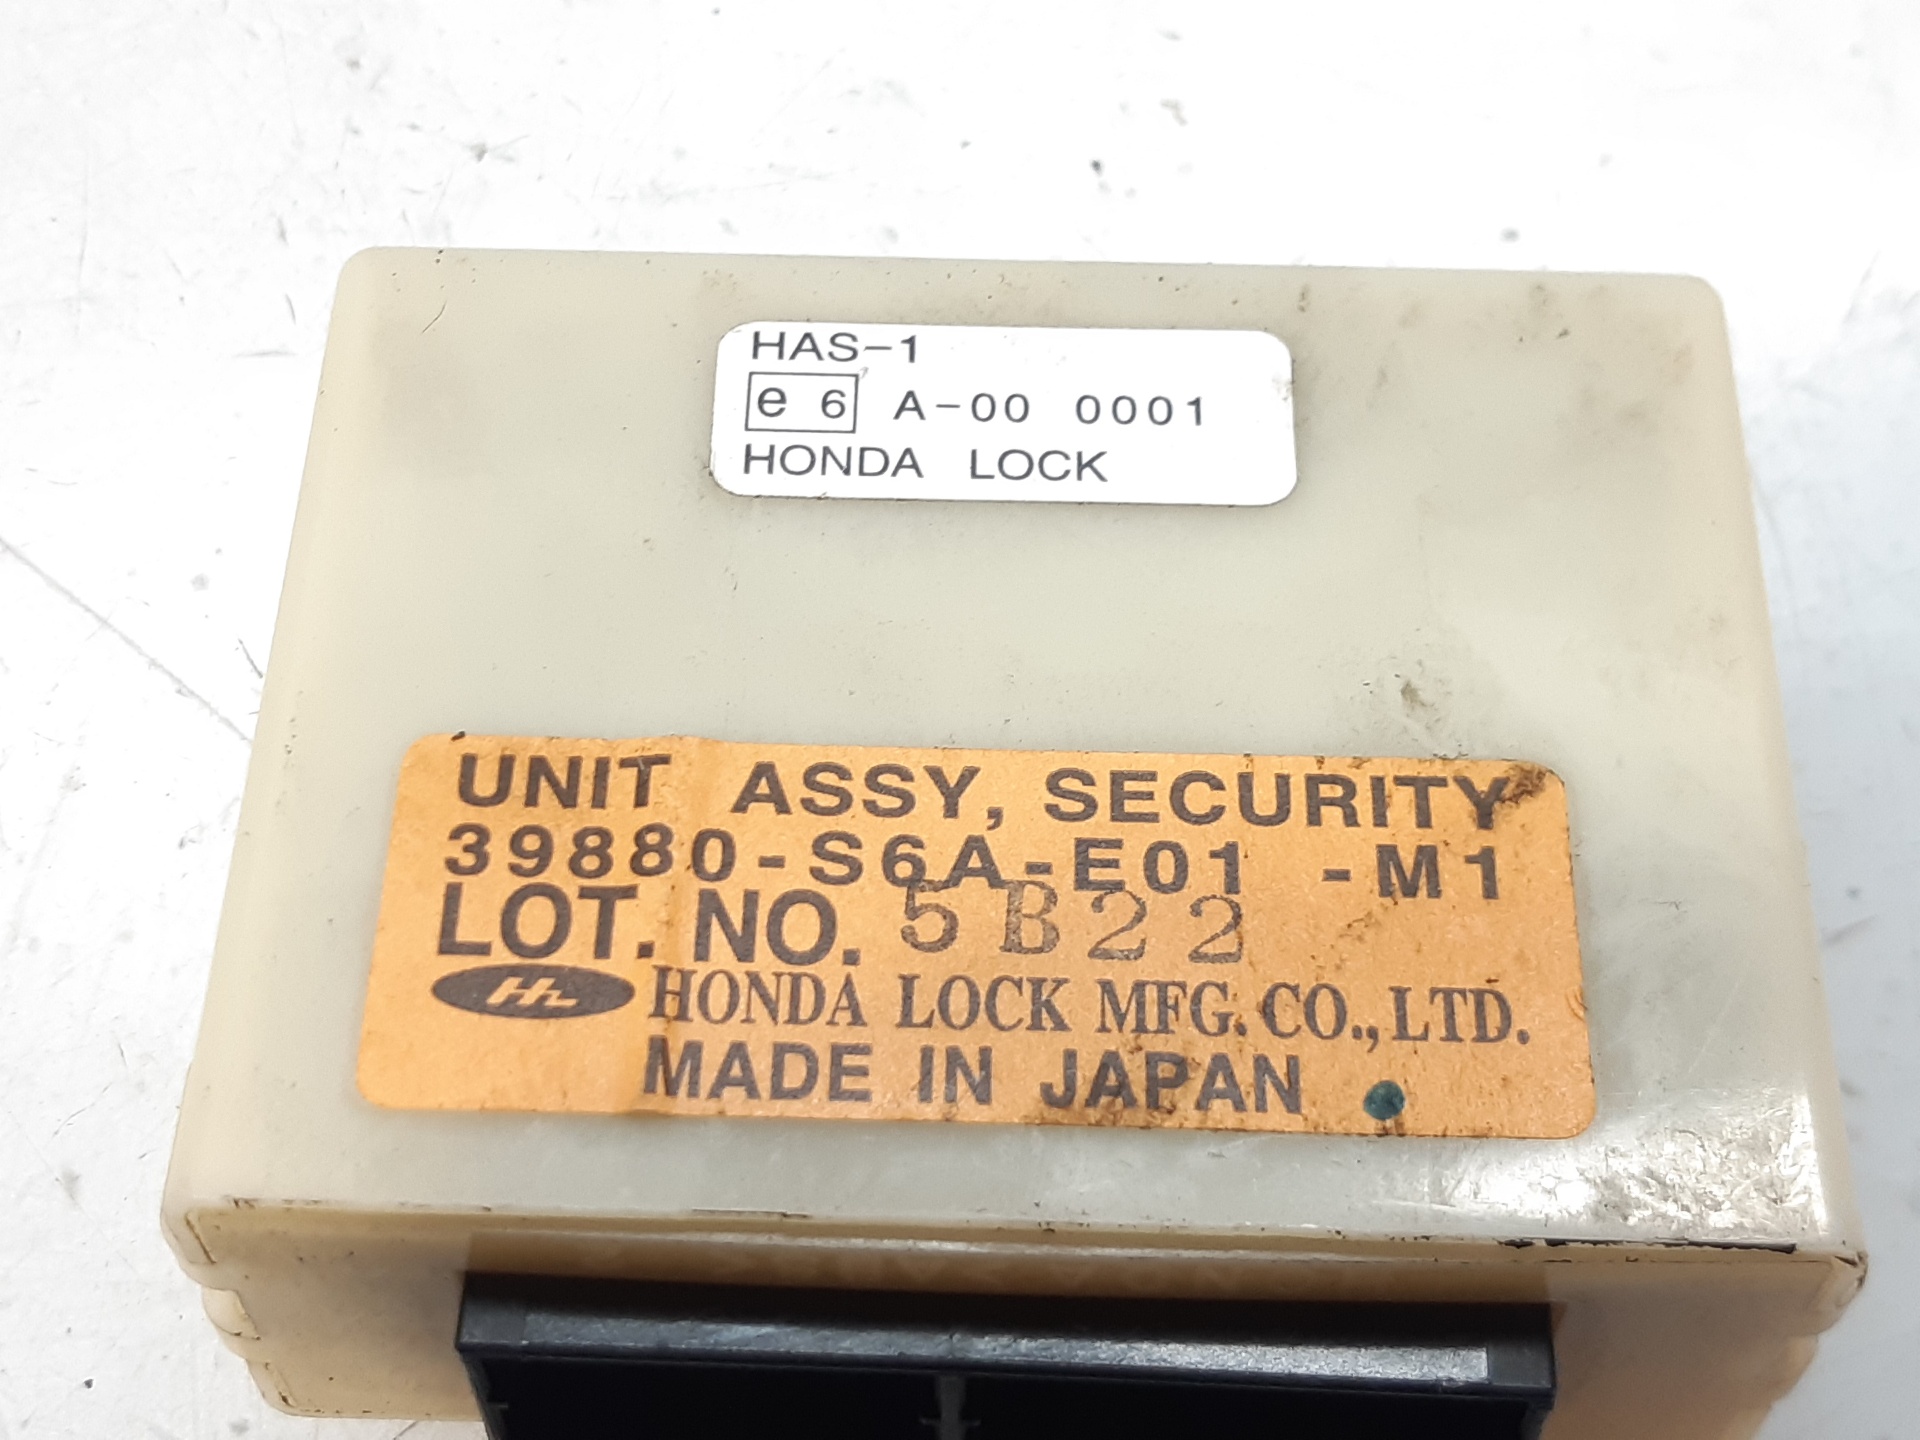 HAS-1
e 6 A-00 0001
HONDA LOCK
UNIT ASSY, SECURITY
39880-S6A-E01 -M1
LOT. NO. 5B22
HONDA LOCK MFG. CO., LTD.
MADE IN JAPAN